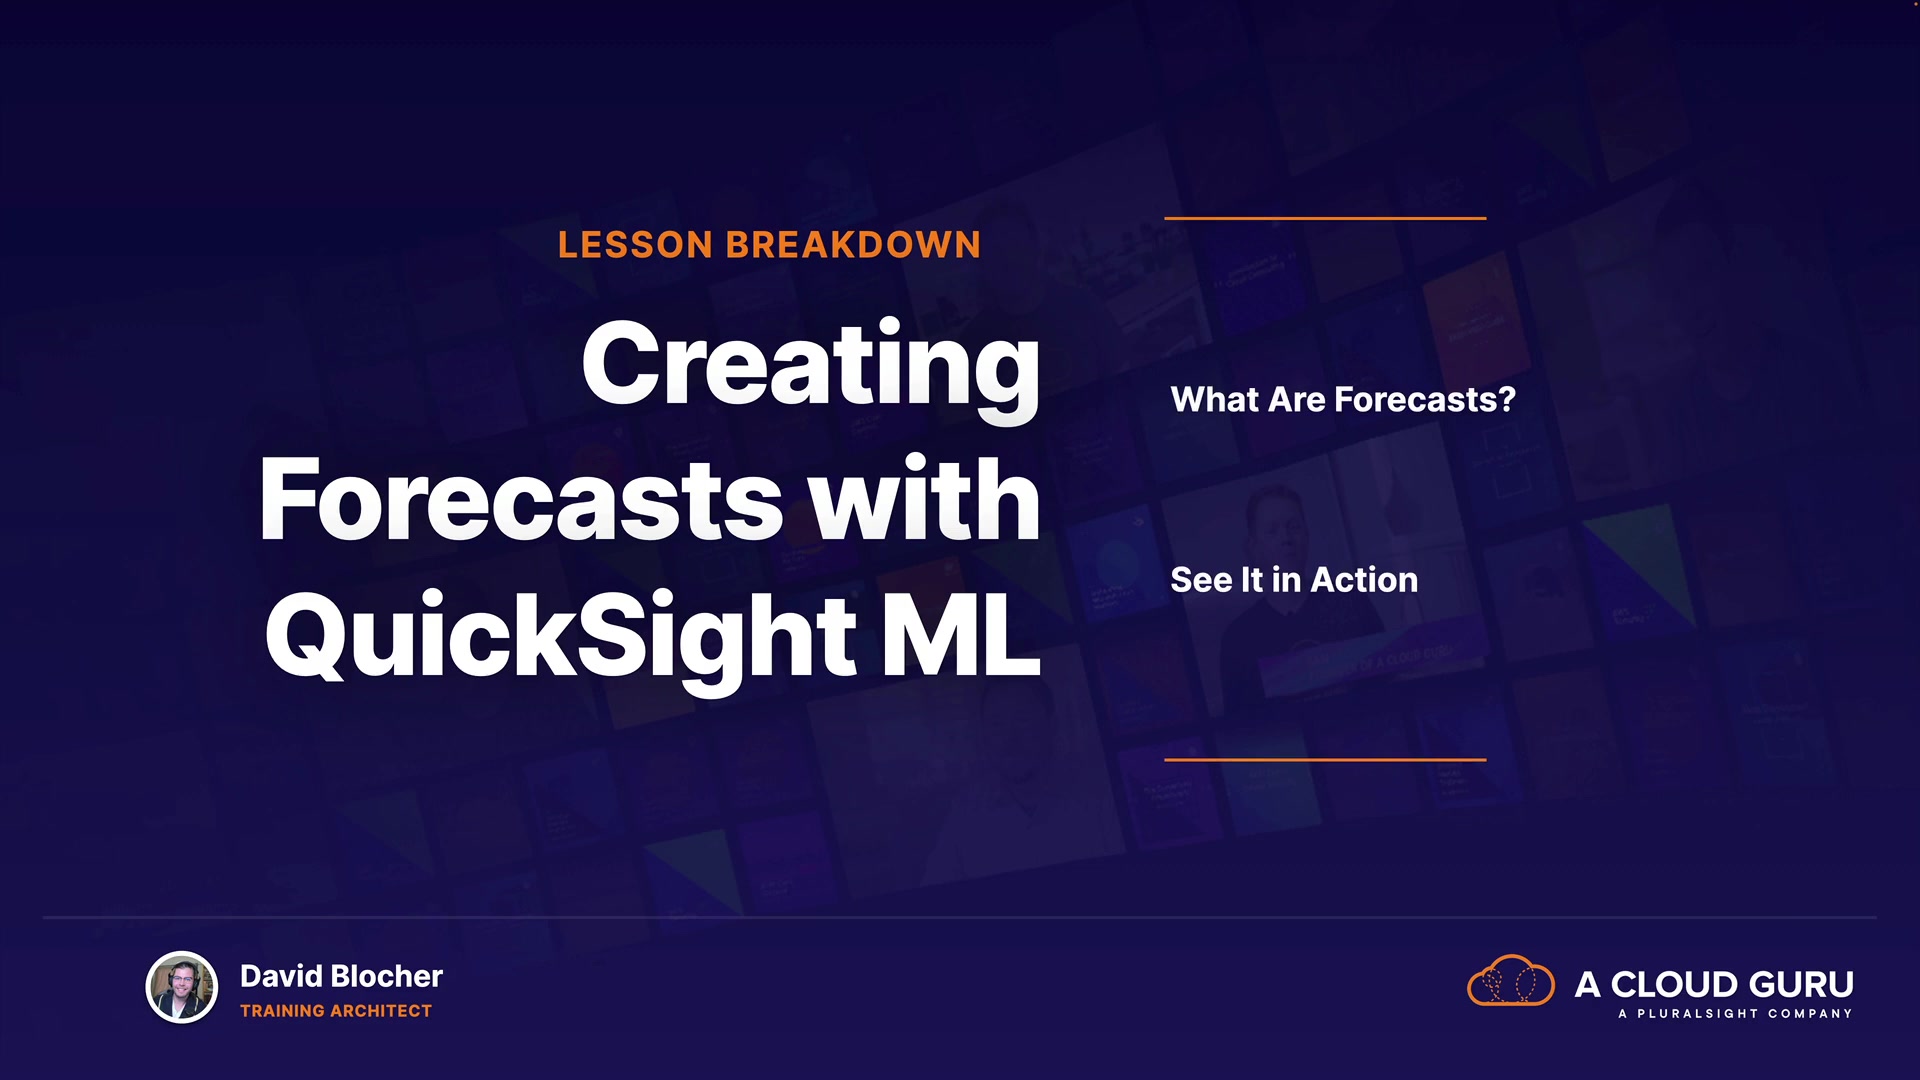 LESSON BREAKDOWN
Creating
Forecasts with
QuickSight ML
What Are Forecasts?
See It in Action
David Blocher
TRAINING ARCHITECT
A CLOUD GURU
A PLURALSIGHT COMPANY